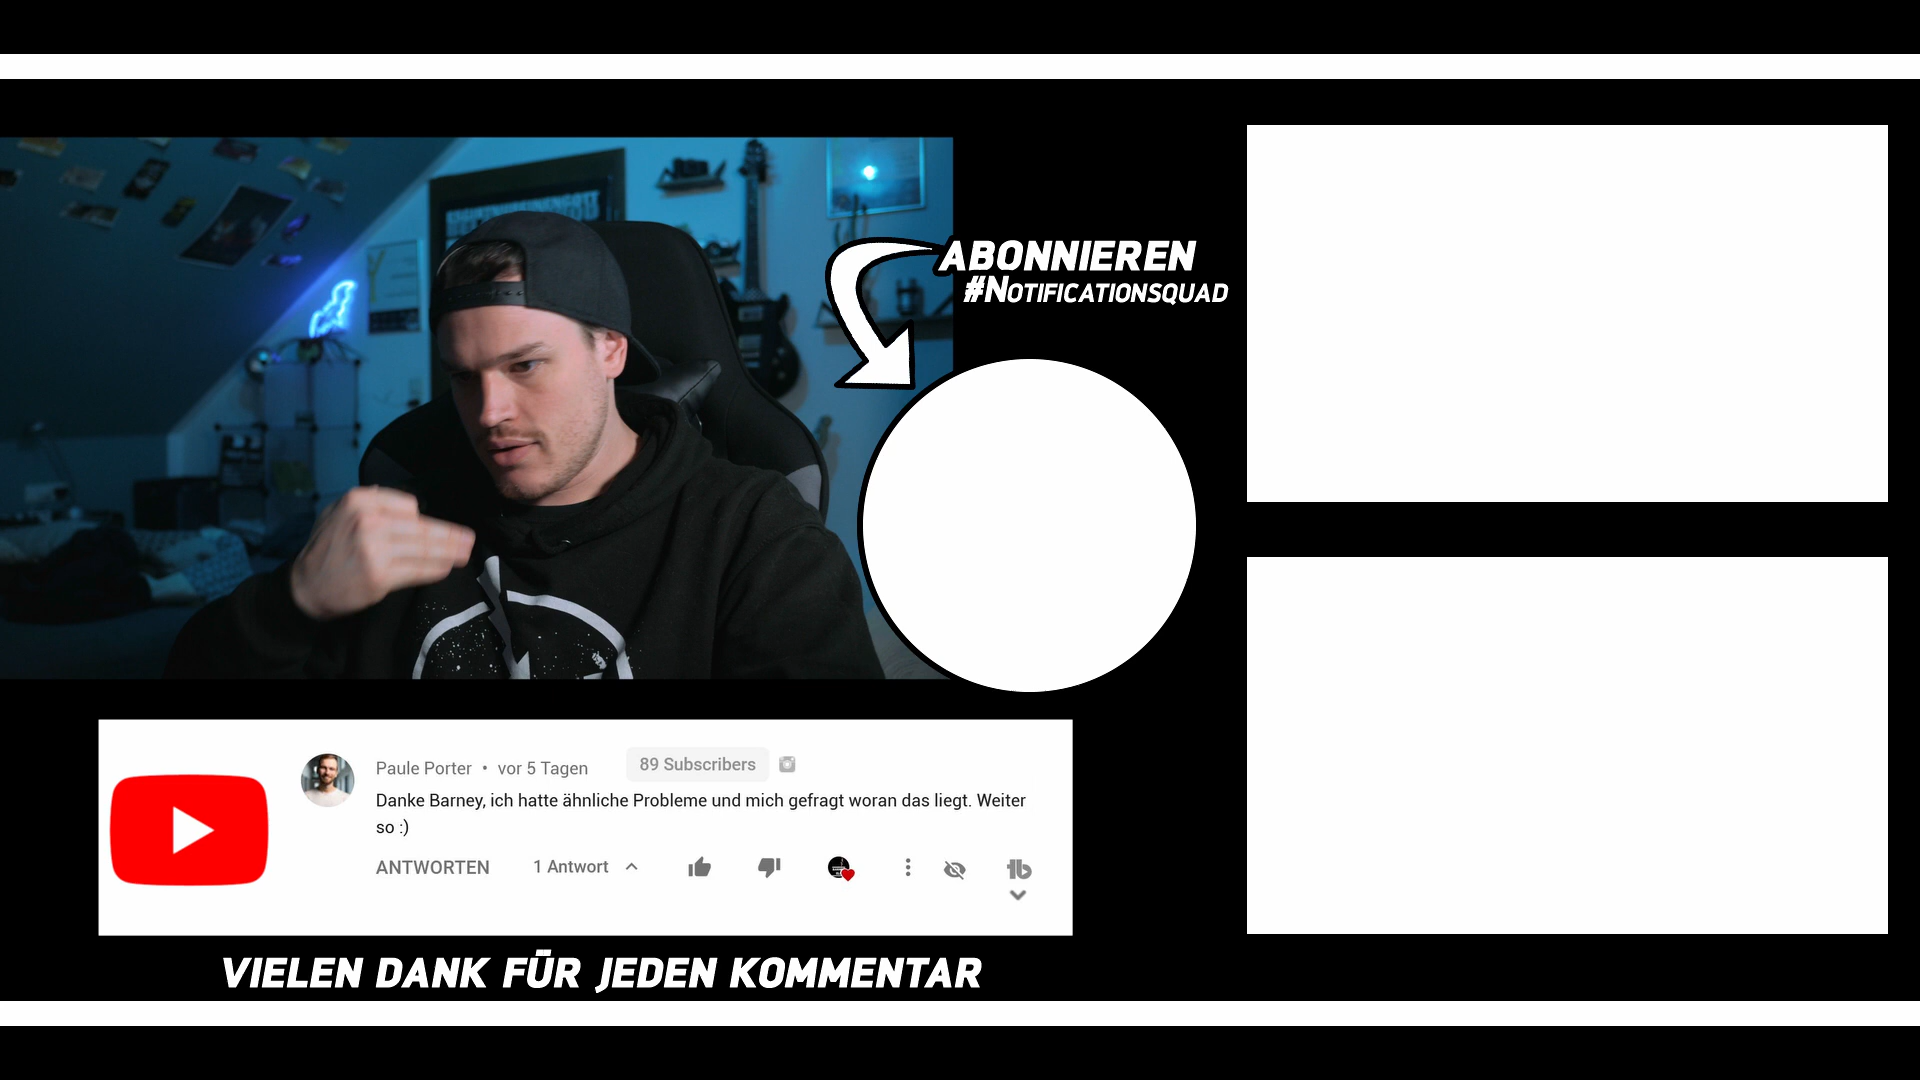 ABONNIEREN
#NOTIFICATIONSQUAD
Paule Porter • vor 5 Tagen
89 Subscribers
Danke Barney, ich hatte ähnliche Probleme und mich gefragt woran das liegt. Weiter
so :)
ANTWORTEN
1 Antwort
VIELEN DANK FÜR JEDEN KOMMENTAR